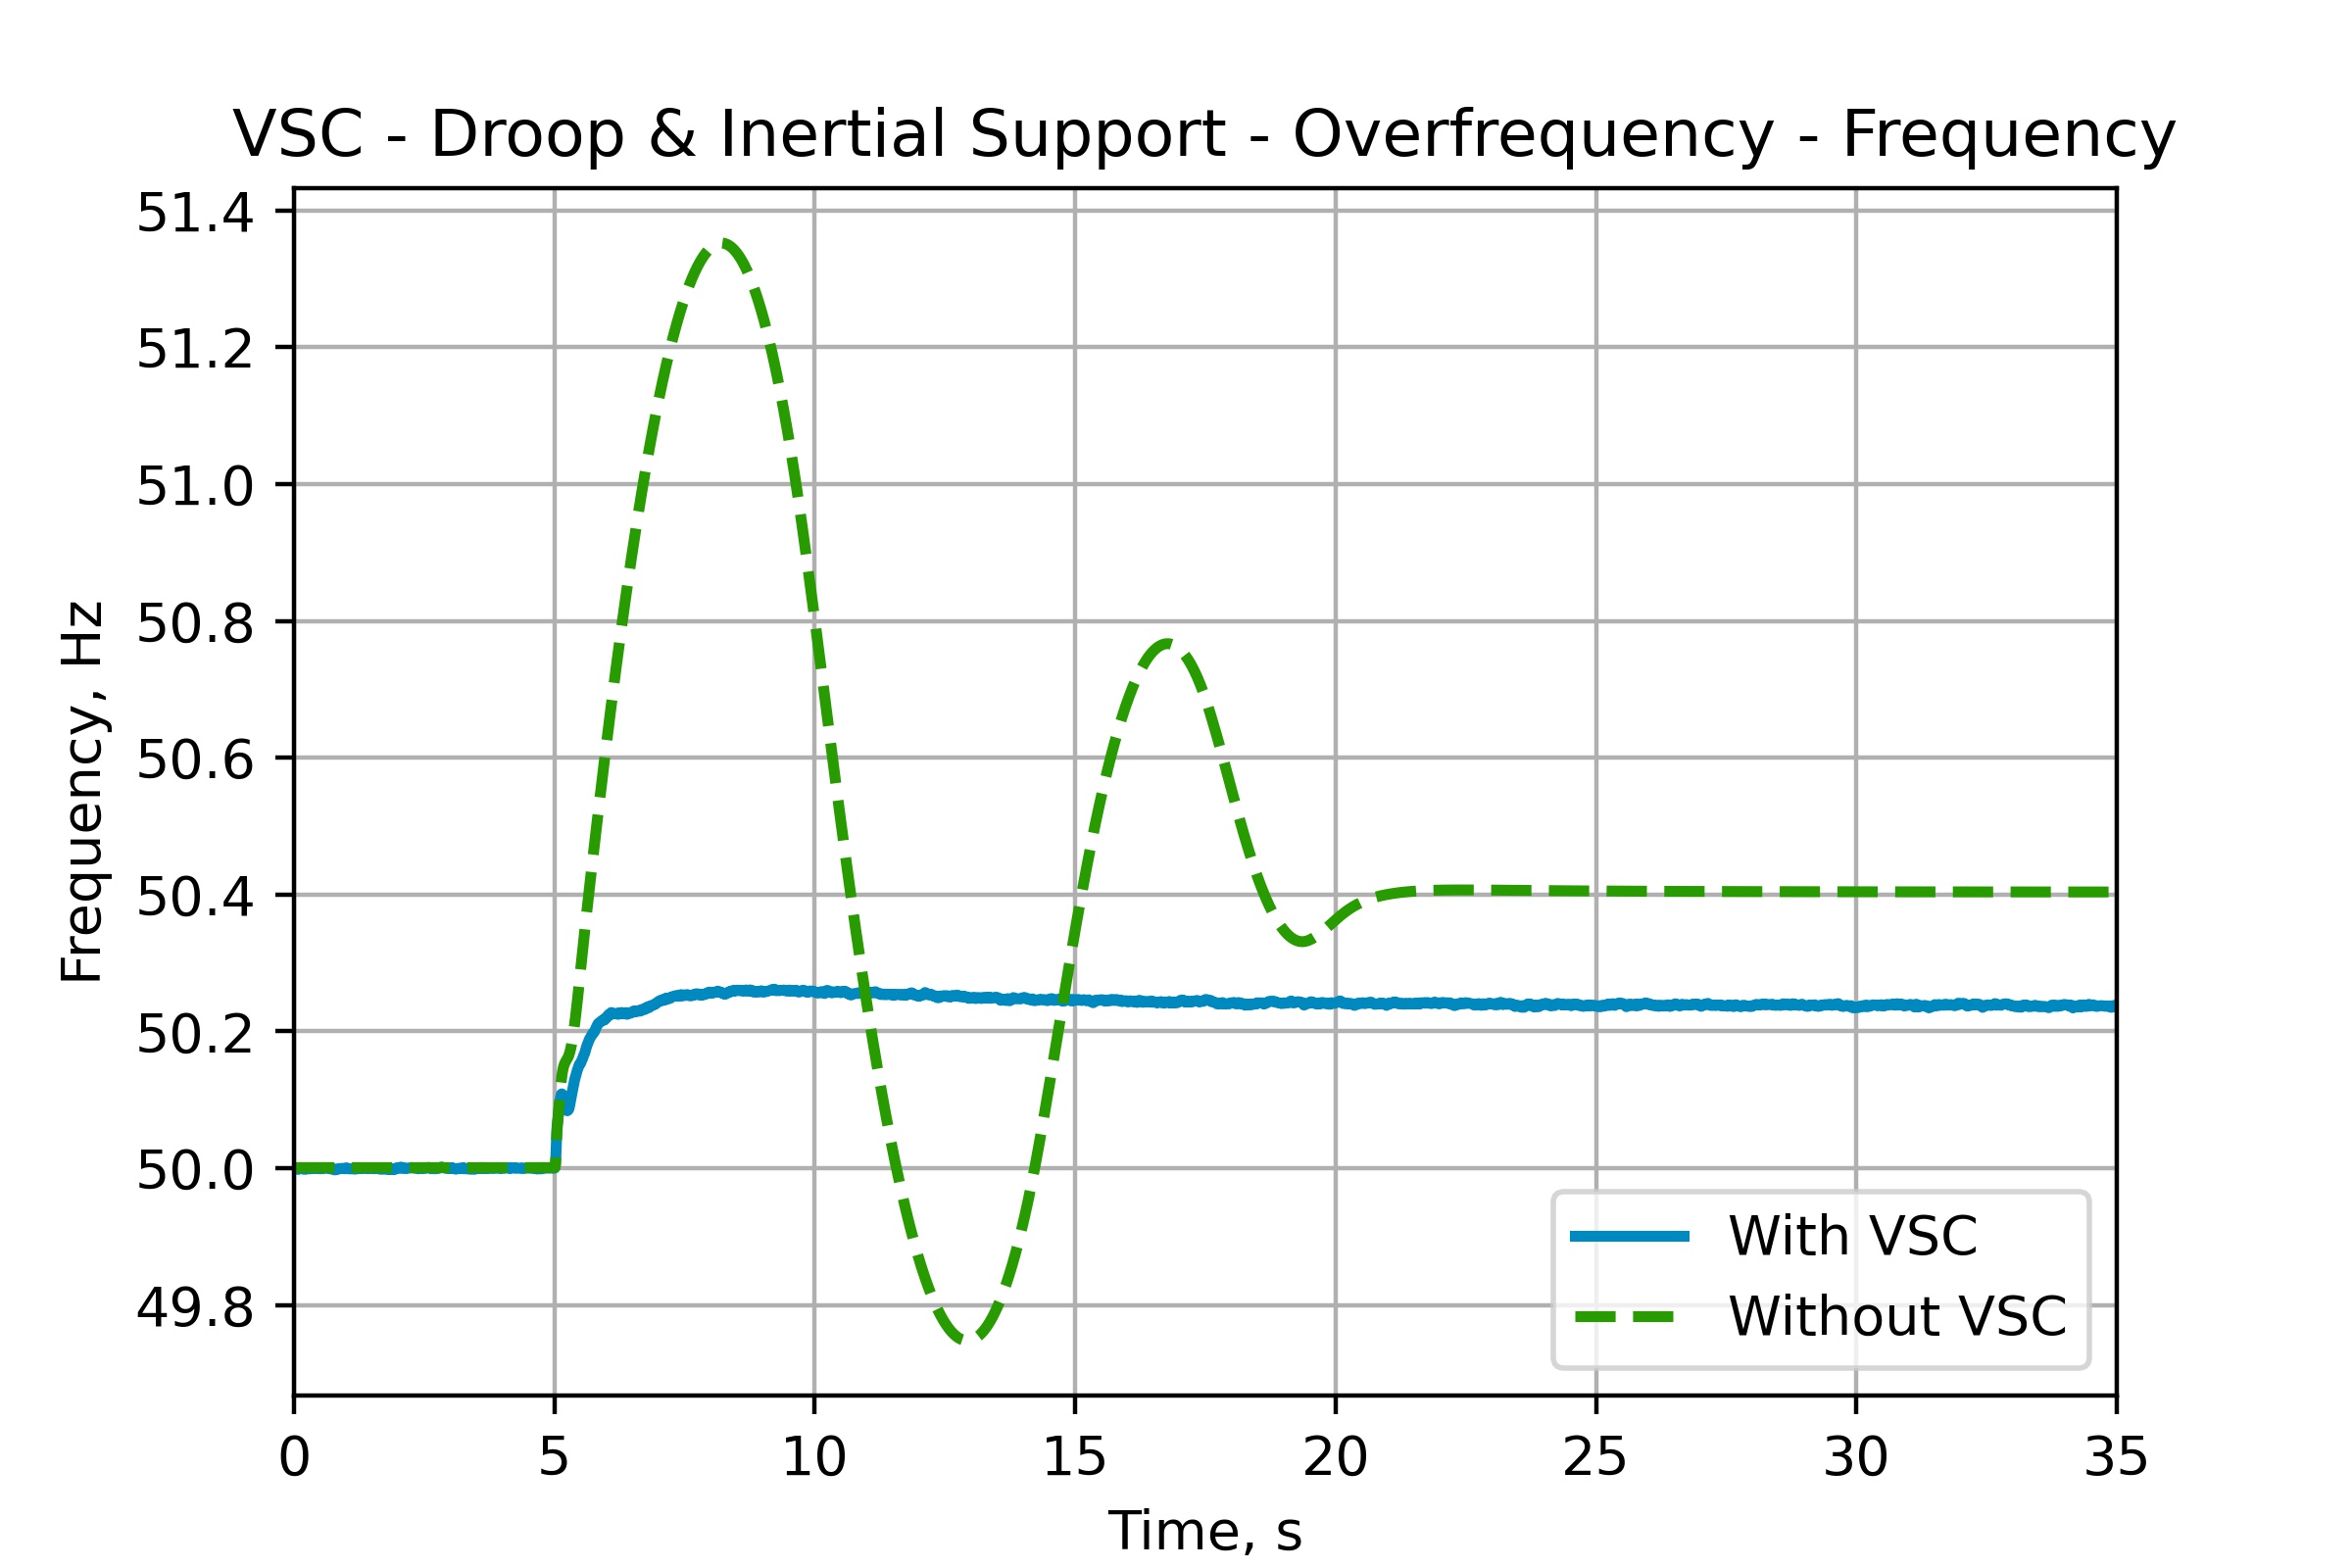 VSC - Droop & Inertial Support - Overfrequency - Frequency
51.4
51.2
51.0
50.8
50.6
50.4
50.2
50.0
49.8
Frequency, Hz
With VSC
Without VSC
0 5 10 15 20 25 30 35
Time, s